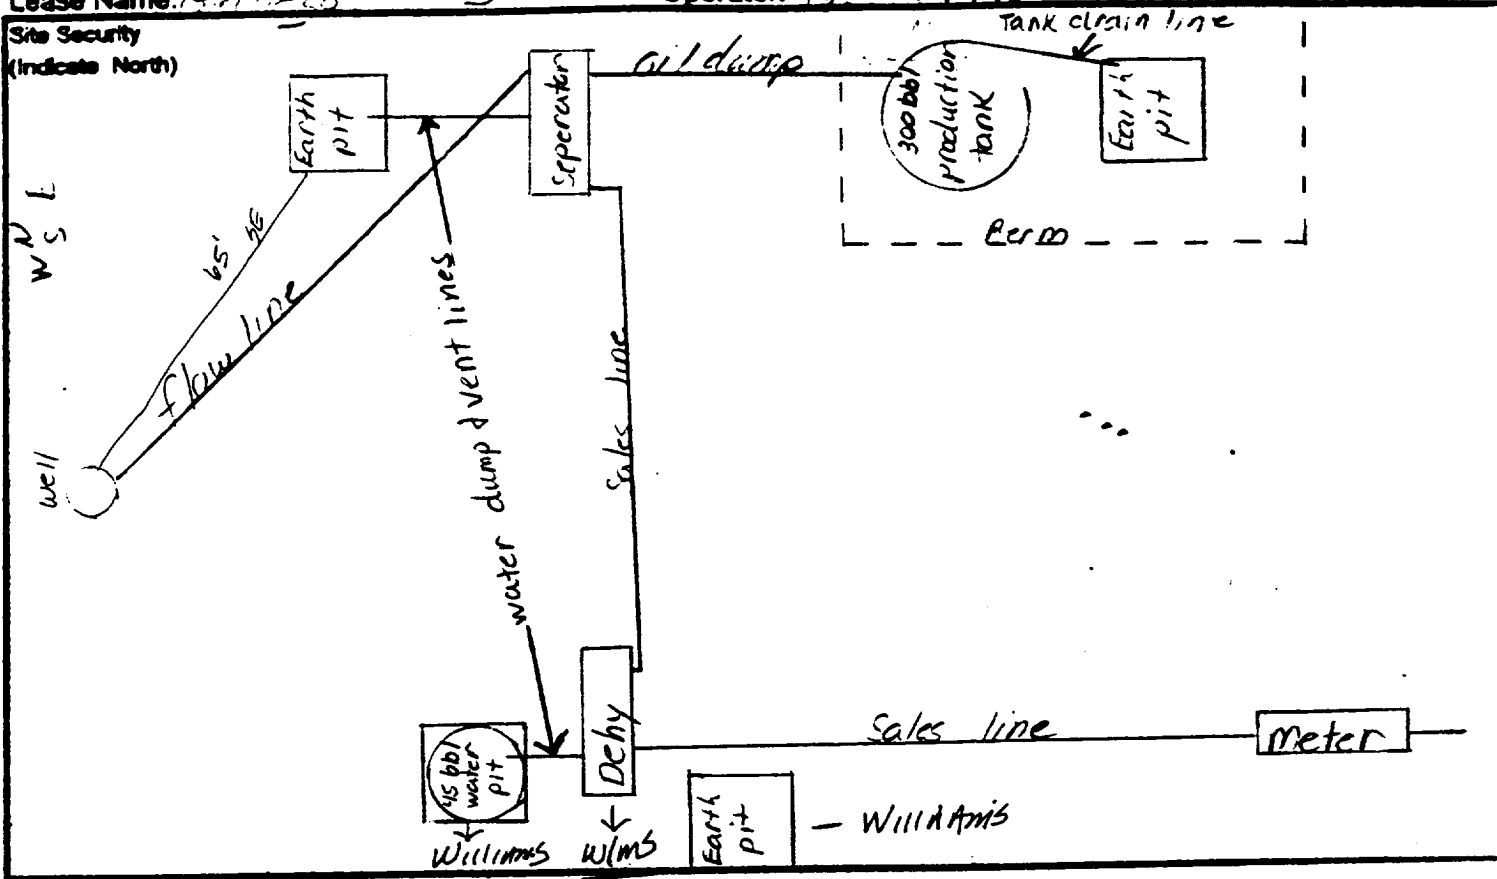 Lease Name:
Operator:
Site Security
(Indicate North)
Tank drain line
oil dump
Earth pit
Seperator
300 bbl production tank
Earth pit
Berm
N
W
S
65'
flow line
well
water dump & vent lines
Sales line
Dehy
Sales line
meter
45 bbl water pit
Williams
W/ms
Earth pit
— Williams